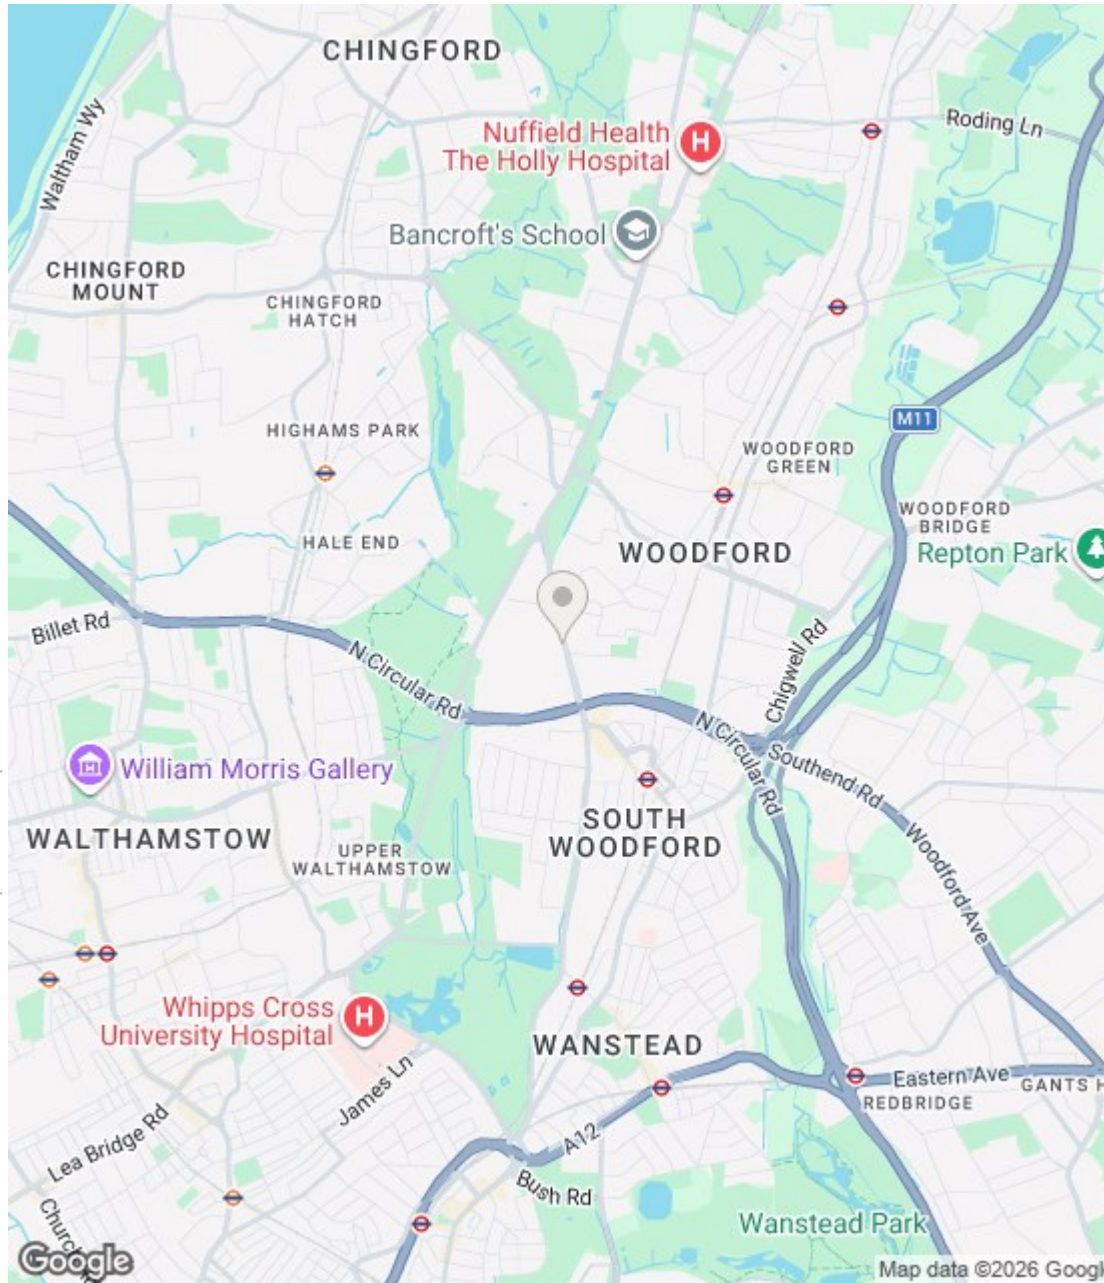 CHINGFORD
Nuffield Health
The Holly Hospital
Roding Ln
Waltham Wy
Bancroft's School
CHINGFORD
MOUNT
CHINGFORD
HATCH
M11
HIGHAMS PARK
WOODFORD
GREEN
WOODFORD
BRIDGE
HALE END
WOODFORD
Repton Park
Billet Rd
N Circular Rd
Chigwell Rd
N Circular Rd
Southend Rd
William Morris Gallery
SOUTH
WOODFORD
WALTHAMSTOW
UPPER
WALTHAMSTOW
Woodford Ave
Whipps Cross
University Hospital
WANSTEAD
James Ln
Eastern Ave
GANTS H
REDBRIDGE
Lea Bridge Rd
A12
Bush Rd
Wanstead Park
Church R
Google
Map data ©2026 Google